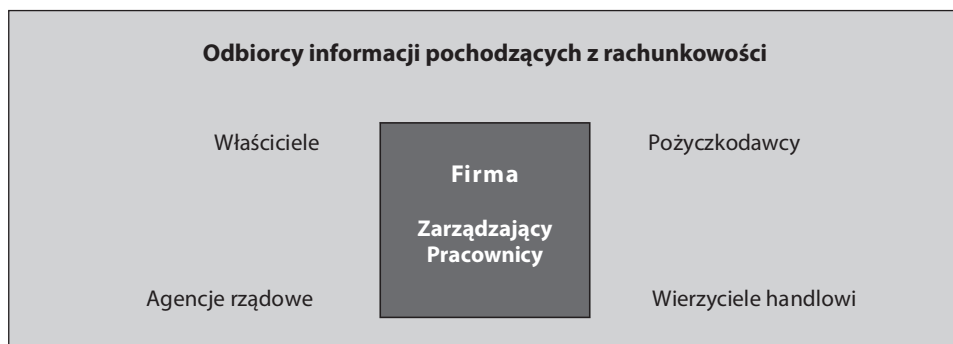 Odbiorcy informacji pochodzących z rachunkowości
Właściciele
Pożyczkodawcy
Firma
Zarządzający
Pracownicy
Agencje rządowe
Wierzyciele handlowi